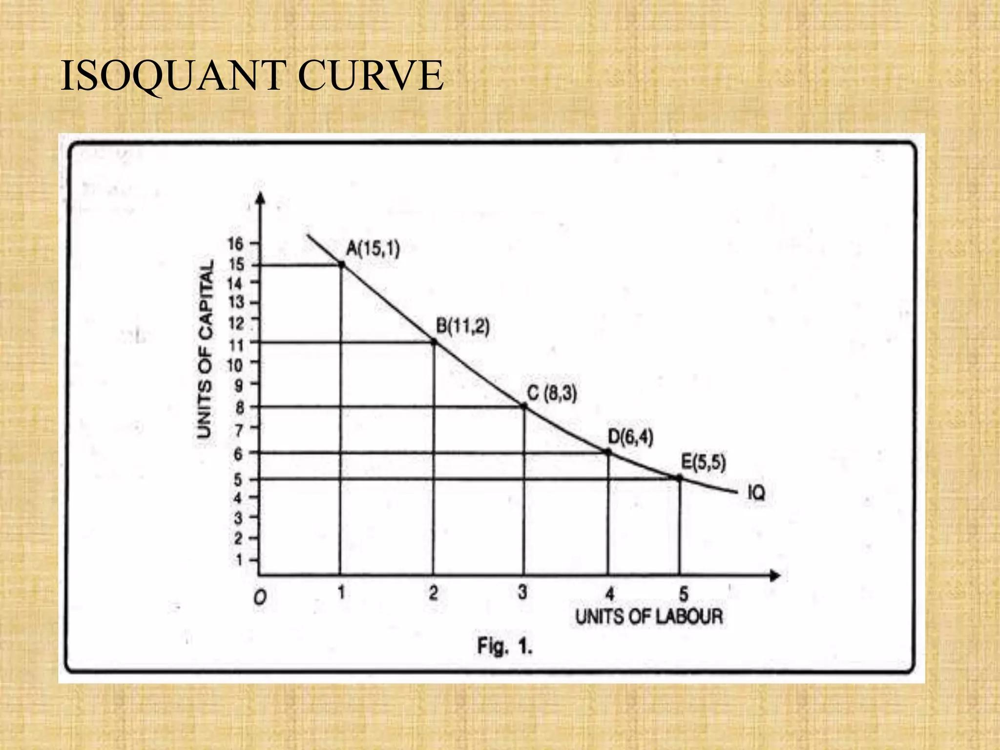 ISOQUANT CURVE
UNITS OF CAPITAL
16
15
14
13
12
11
10
9
8
7
6
5
4
3
2
1
A(15,1)
B(11,2)
C (8,3)
D(6,4)
E(5,5)
IQ
O 1 2 3 4 5
UNITS OF LABOUR
Fig. 1.